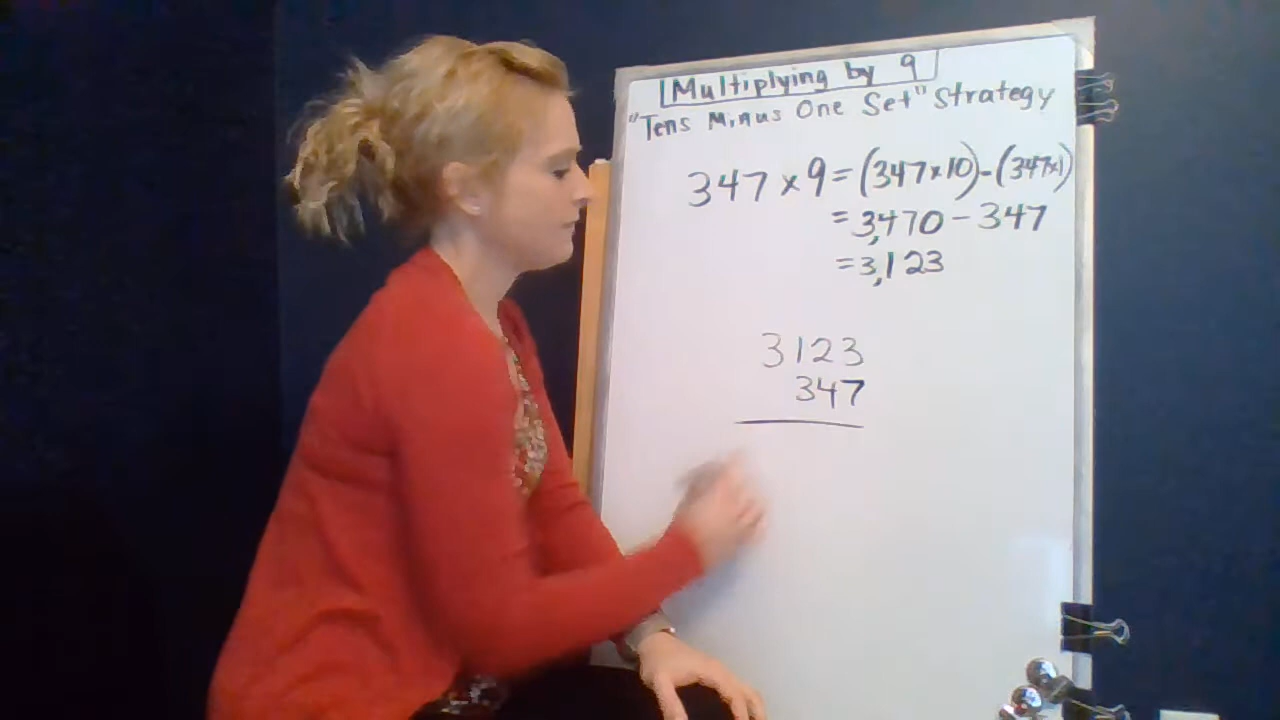 Multiplying by 9
"Tens Minus One Set" Strategy
347 x 9 = (347x10) - (347x1)
= 3,470 - 347
= 3,123
3123
347